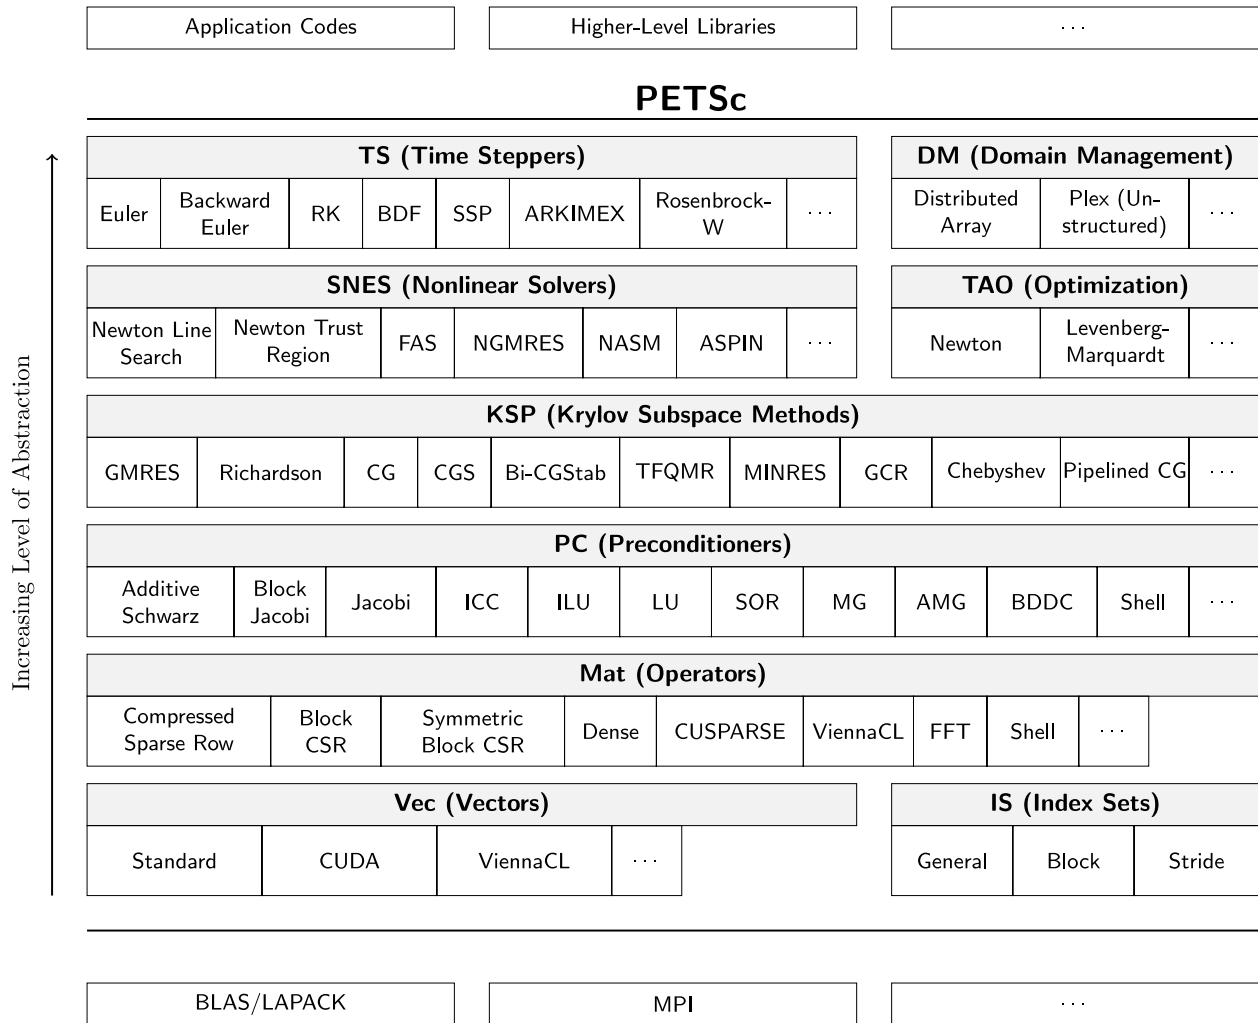 Application Codes
Higher-Level Libraries
···
PETSc
TS (Time Steppers)
Euler
Backward
Euler
RK
BDF
SSP
ARKIMEX
Rosenbrock-
W
···
DM (Domain Management)
Distributed
Array
Plex (Un-
structured)
···
SNES (Nonlinear Solvers)
Newton Line
Search
Newton Trust
Region
FAS
NGMRES
NASM
ASPIN
···
TAO (Optimization)
Newton
Levenberg-
Marquardt
···
KSP (Krylov Subspace Methods)
GMRES
Richardson
CG
CGS
Bi-CGStab
TFQMR
MINRES
GCR
Chebyshev
Pipelined CG
···
PC (Preconditioners)
Additive
Schwarz
Block
Jacobi
Jacobi
ICC
ILU
LU
SOR
MG
AMG
BDDC
Shell
···
Mat (Operators)
Compressed
Sparse Row
Block
CSR
Symmetric
Block CSR
Dense
CUSPARSE
ViennaCL
FFT
Shell
···
Vec (Vectors)
Standard
CUDA
ViennaCL
···
IS (Index Sets)
General
Block
Stride
Increasing Level of Abstraction
BLAS/LAPACK
MPI
···